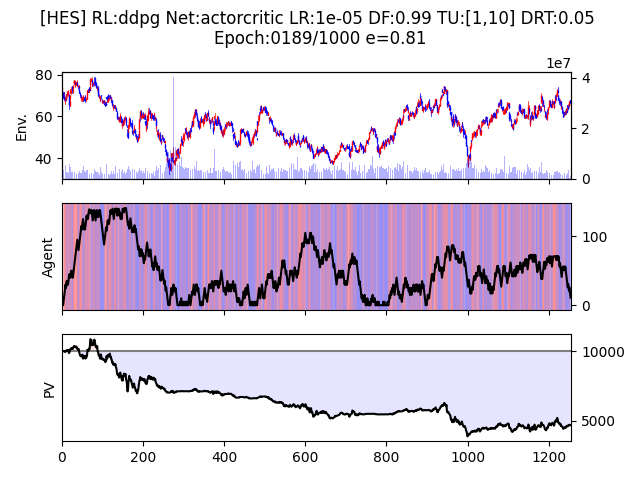 [HES] RL:ddpg Net:actorcritic LR:1e-05 DF:0.99 TU:[1,10] DRT:0.05
Epoch:0189/1000 e=0.81
1e7
80
60
40
Env.
4
2
0
Agent
100
0
PV
10000
5000
0
200
400
600
800
1000
1200